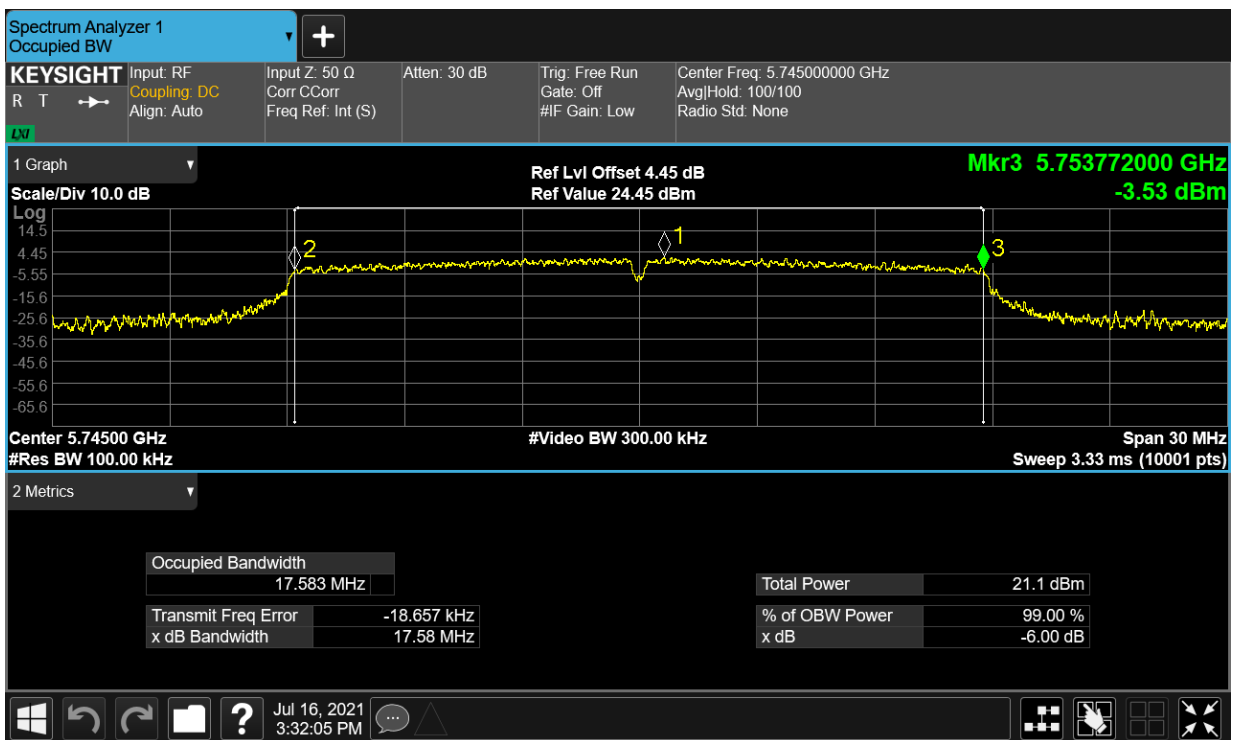 Spectrum Analyzer 1
Occupied BW
▼
+
KEYSIGHT
R T
LXI
Input: RF
Coupling: DC
Align: Auto
Input Z: 50 Ω
Corr CCorr
Freq Ref: Int (S)
Atten: 30 dB
Trig: Free Run
Gate: Off
#IF Gain: Low
Center Freq: 5.745000000 GHz
Avg|Hold: 100/100
Radio Std: None
1 Graph ▼
Scale/Div 10.0 dB
Ref Lvl Offset 4.45 dB
Ref Value 24.45 dBm
Mkr3 5.753772000 GHz
-3.53 dBm
Log
14.5
4.45
-5.55
-15.6
-25.6
-35.6
-45.6
-55.6
-65.6
2
1
3
Center 5.74500 GHz
#Res BW 100.00 kHz
#Video BW 300.00 kHz
Span 30 MHz
Sweep 3.33 ms (10001 pts)
2 Metrics ▼
Occupied Bandwidth
17.583 MHz
Transmit Freq Error -18.657 kHz
x dB Bandwidth 17.58 MHz
Total Power 21.1 dBm
% of OBW Power 99.00 %
x dB -6.00 dB
?
Jul 16, 2021
3:32:05 PM
...